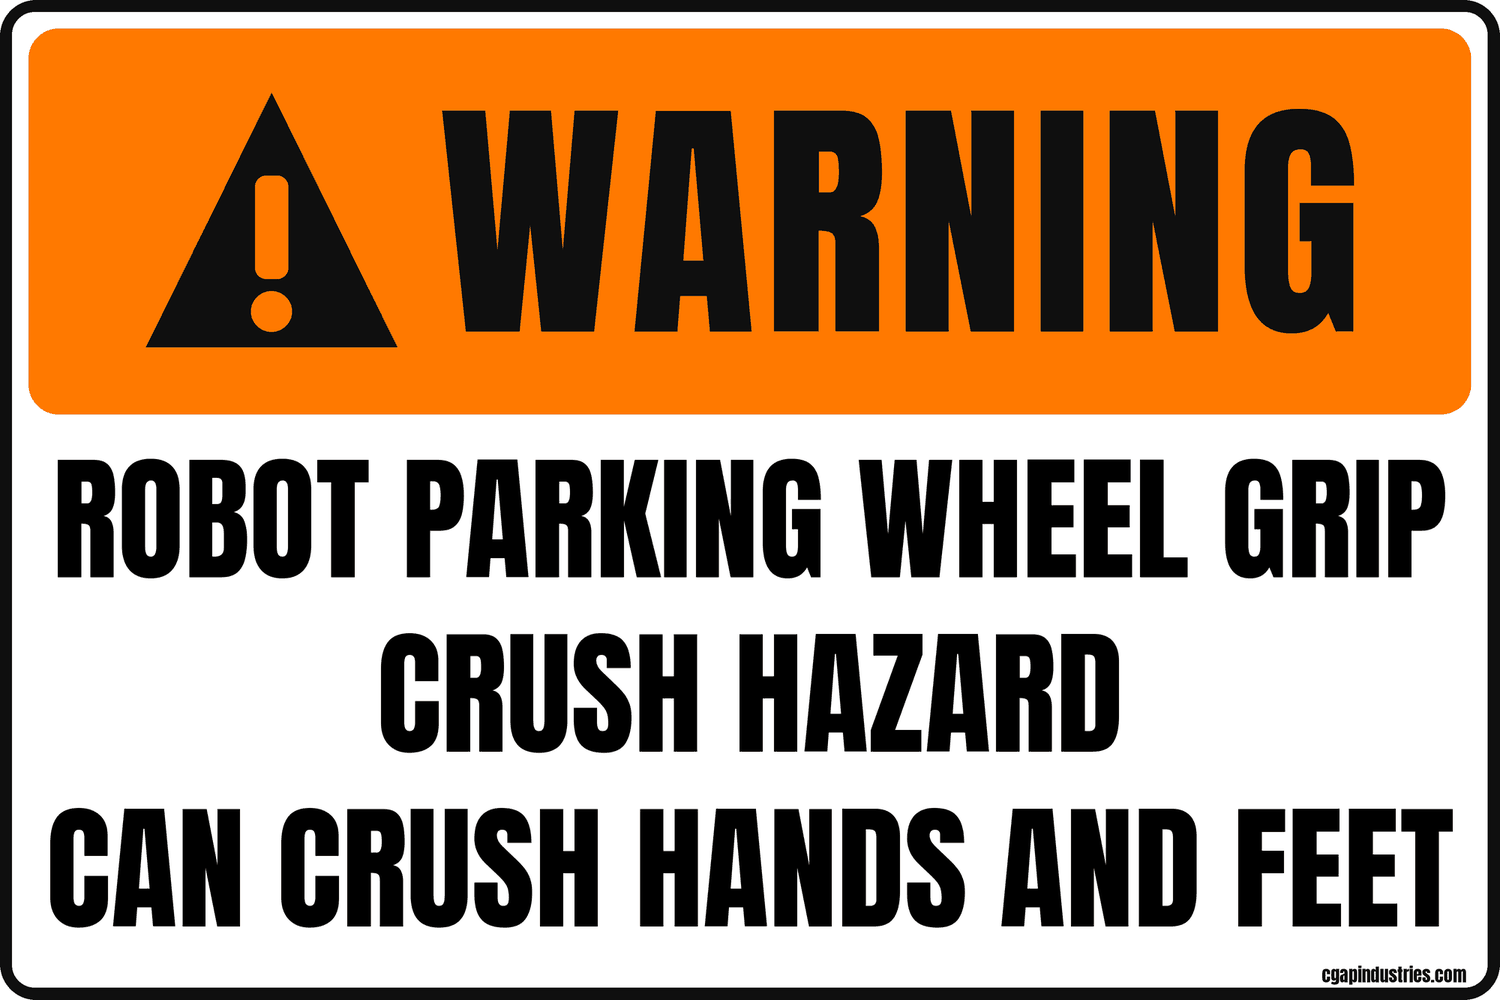 WARNING
ROBOT PARKING WHEEL GRIP
CRUSH HAZARD
CAN CRUSH HANDS AND FEET
cgapindustries.com